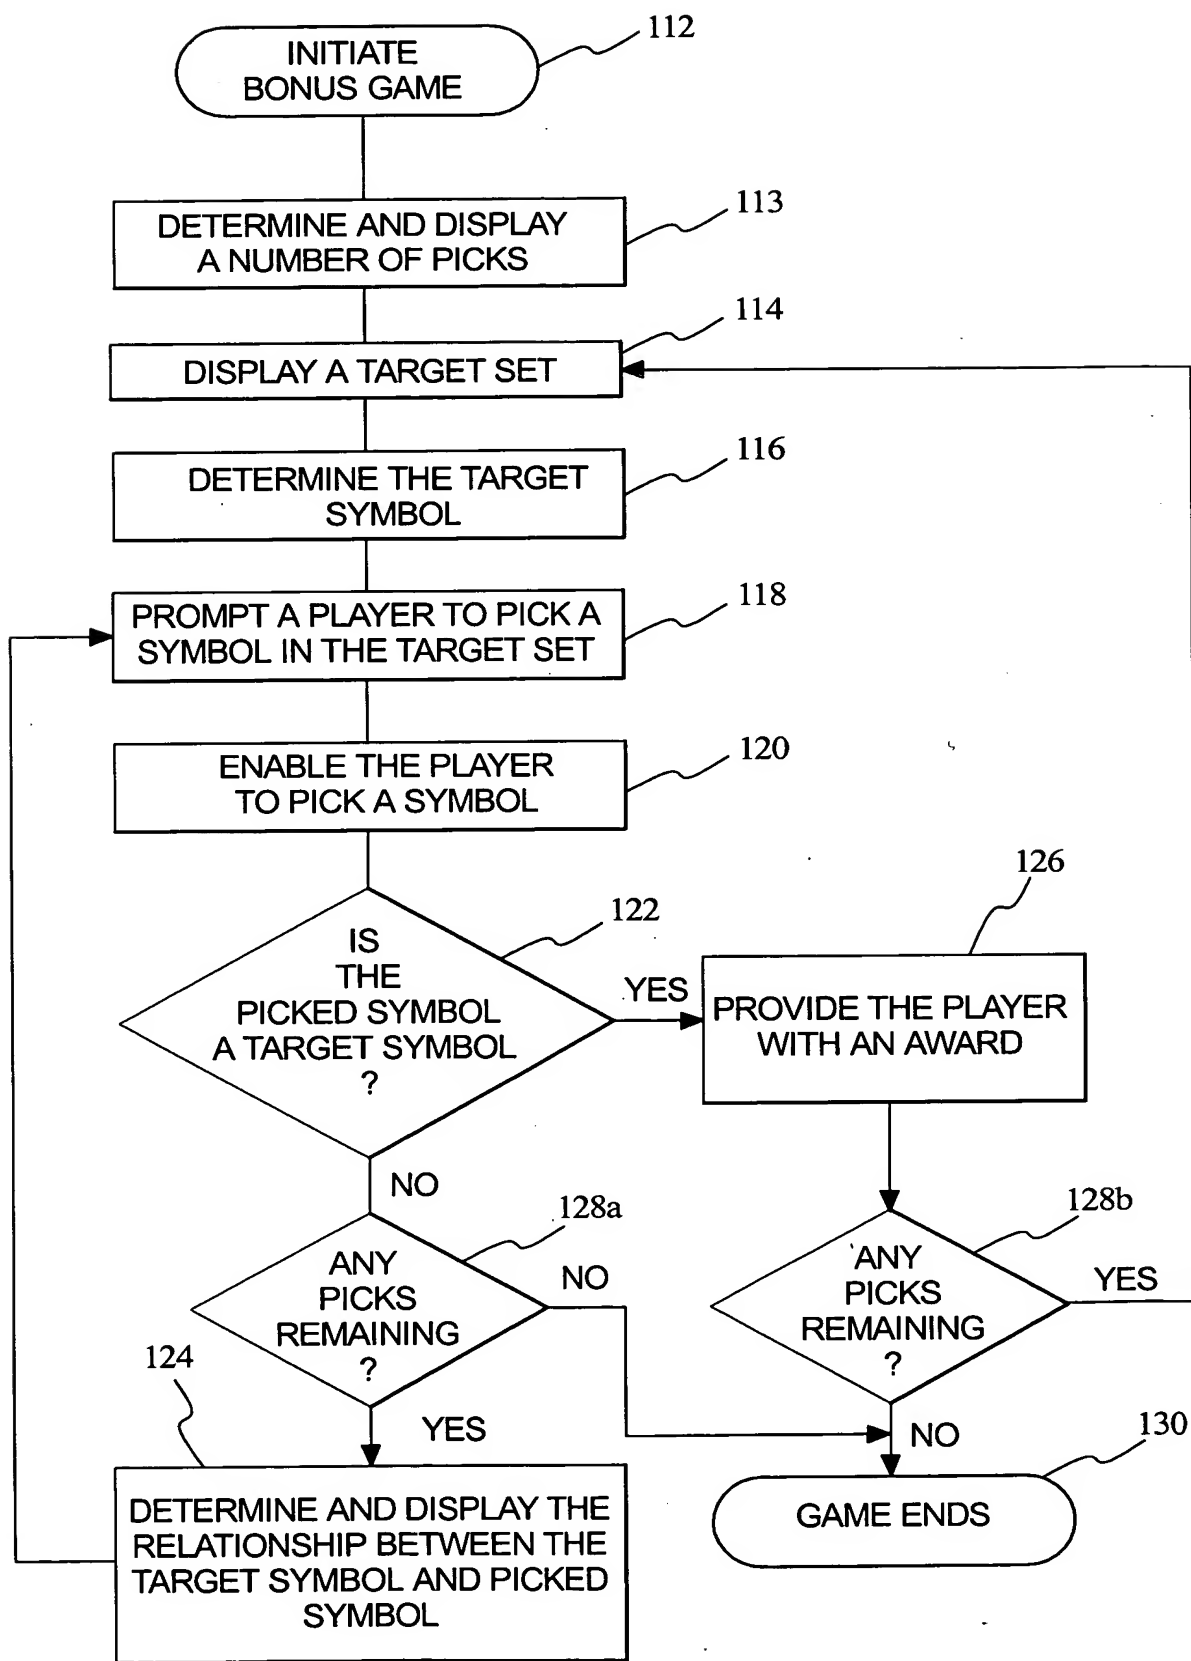 112
INITIATE
BONUS GAME
113
DETERMINE AND DISPLAY
A NUMBER OF PICKS
114
DISPLAY A TARGET SET
116
DETERMINE THE TARGET
SYMBOL
118
PROMPT A PLAYER TO PICK A
SYMBOL IN THE TARGET SET
120
ENABLE THE PLAYER
TO PICK A SYMBOL
122
IS
THE
PICKED SYMBOL
A TARGET SYMBOL
?
YES
126
PROVIDE THE PLAYER
WITH AN AWARD
NO
128a
ANY
PICKS
REMAINING
?
NO
128b
ANY
PICKS
REMAINING
?
YES
124
YES
NO
130
DETERMINE AND DISPLAY THE
RELATIONSHIP BETWEEN THE
TARGET SYMBOL AND PICKED
SYMBOL
GAME ENDS